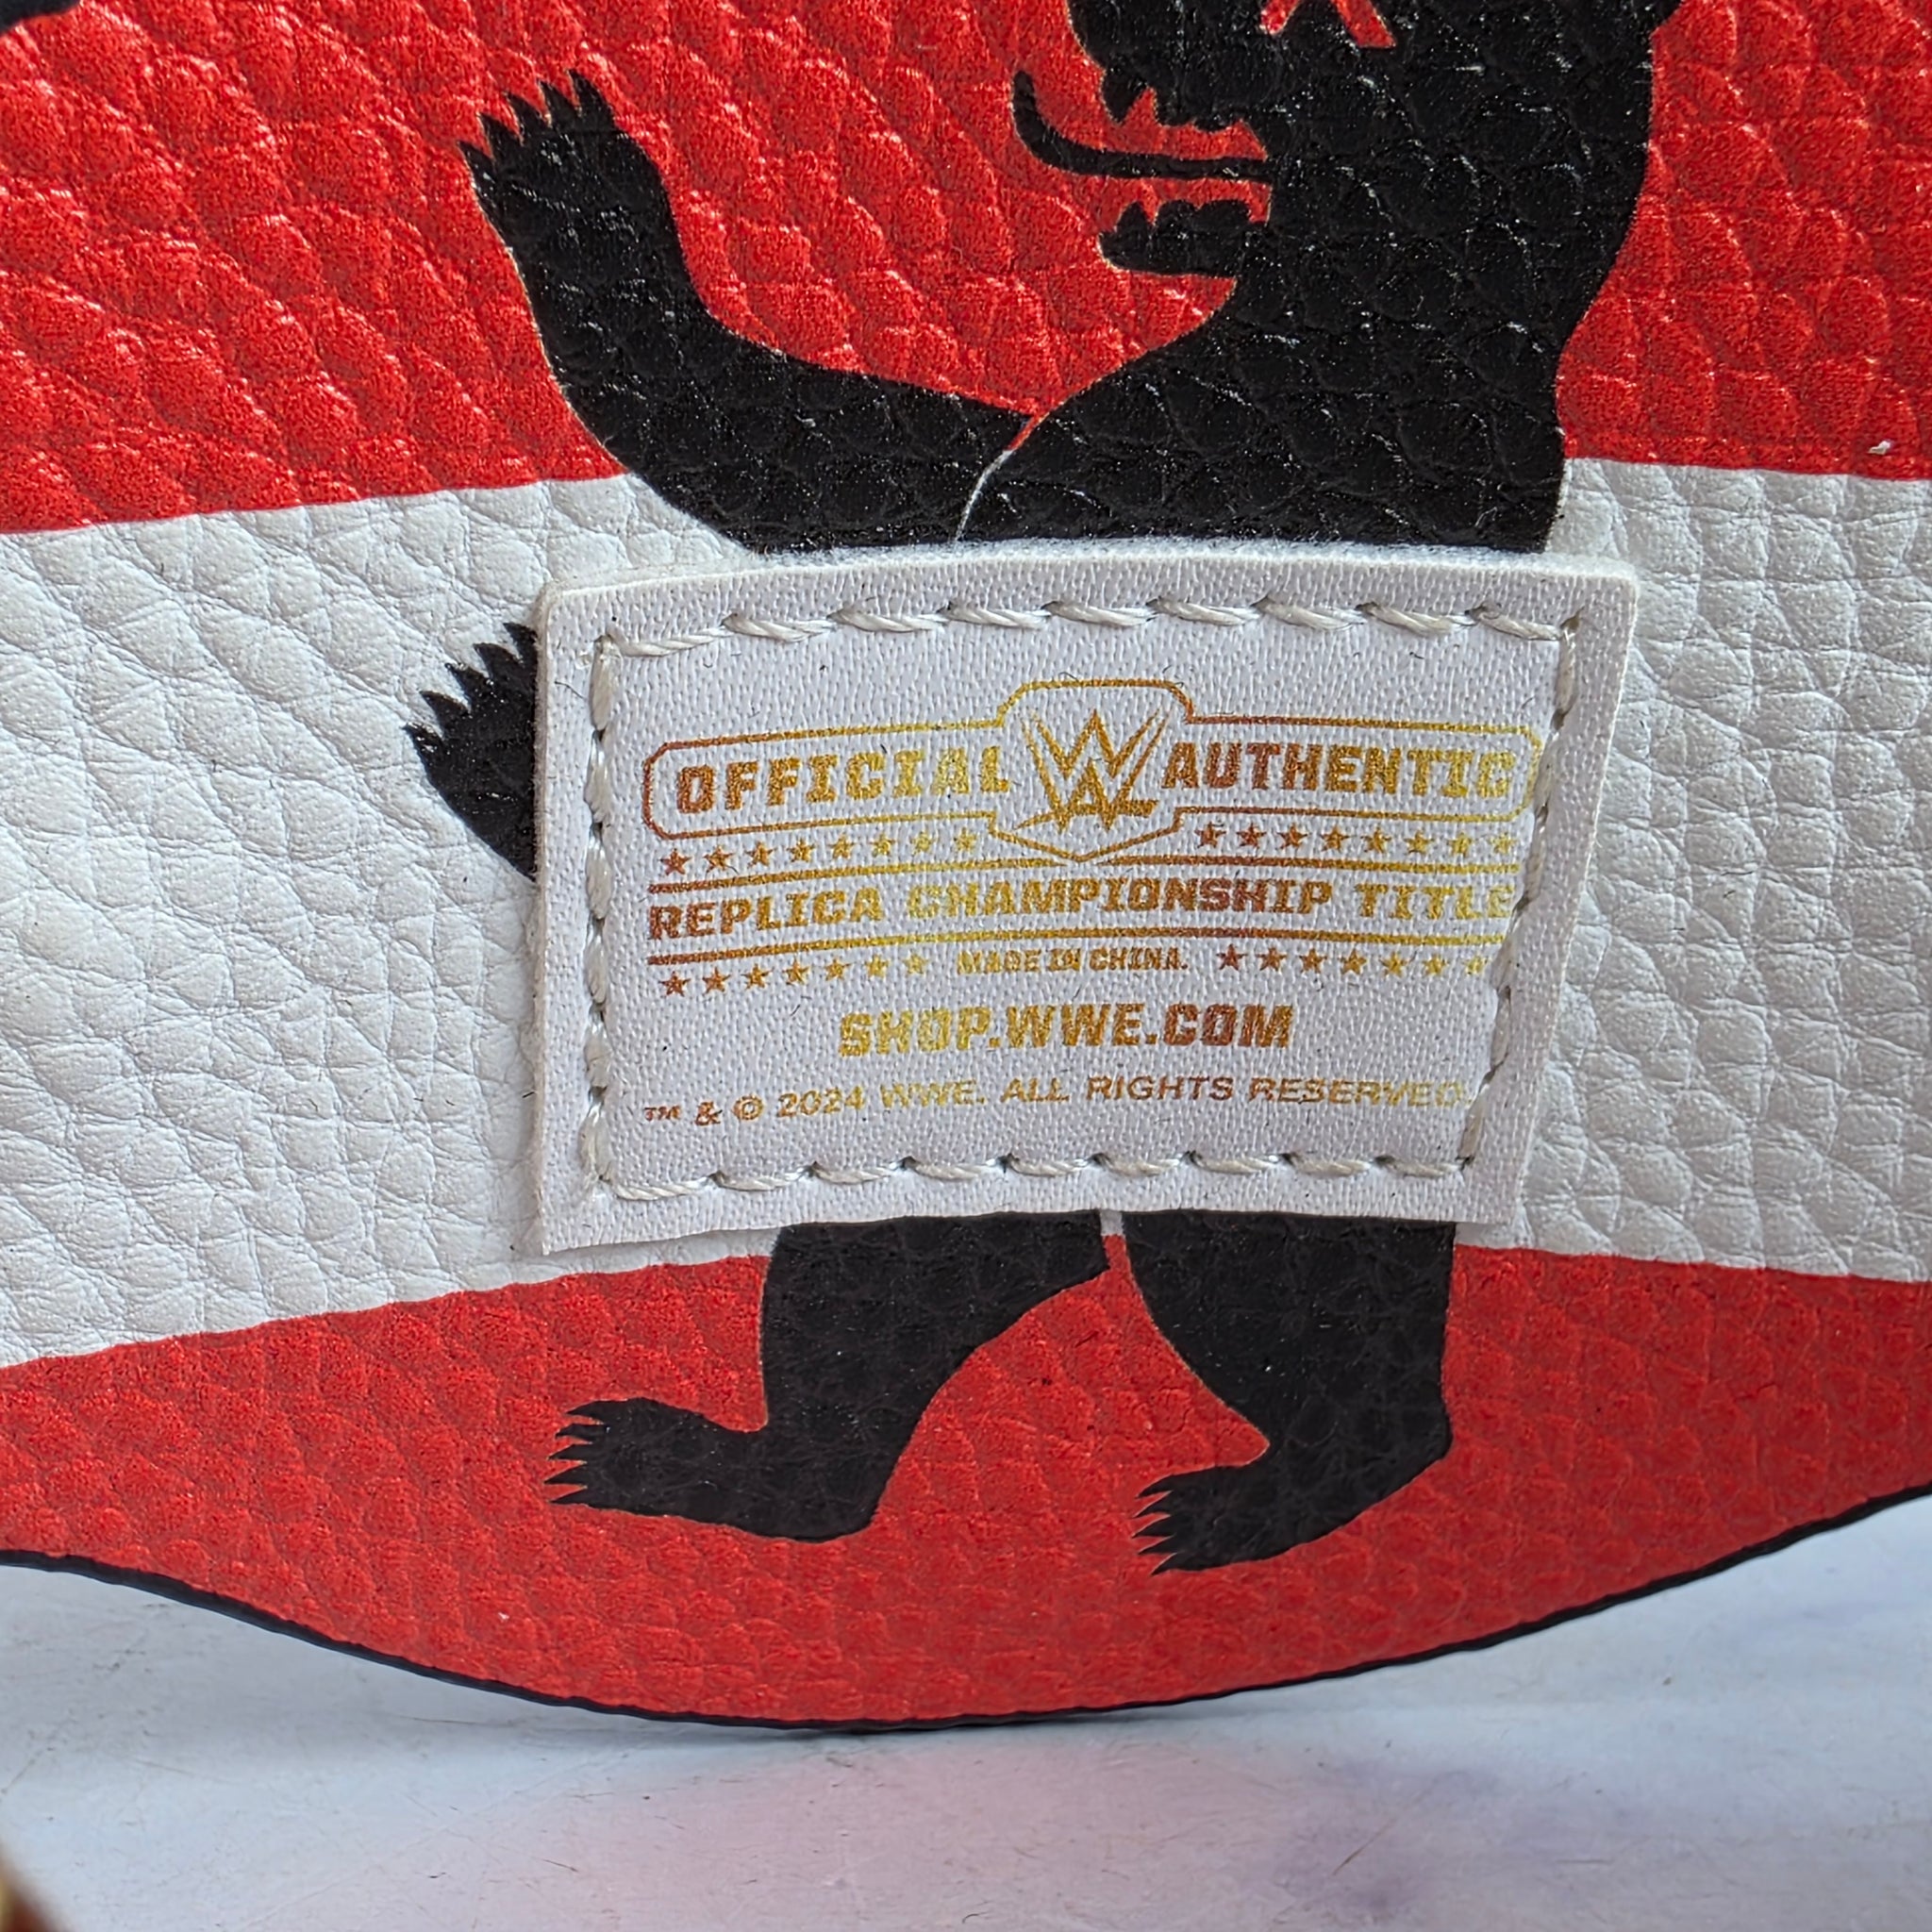 OFFICIAL W AUTHENTIC
REPLICA CHAMPIONSHIP TITLE
MADE IN CHINA.
SHOP.WWE.COM
™ & © 2024 WWE. ALL RIGHTS RESERVED.